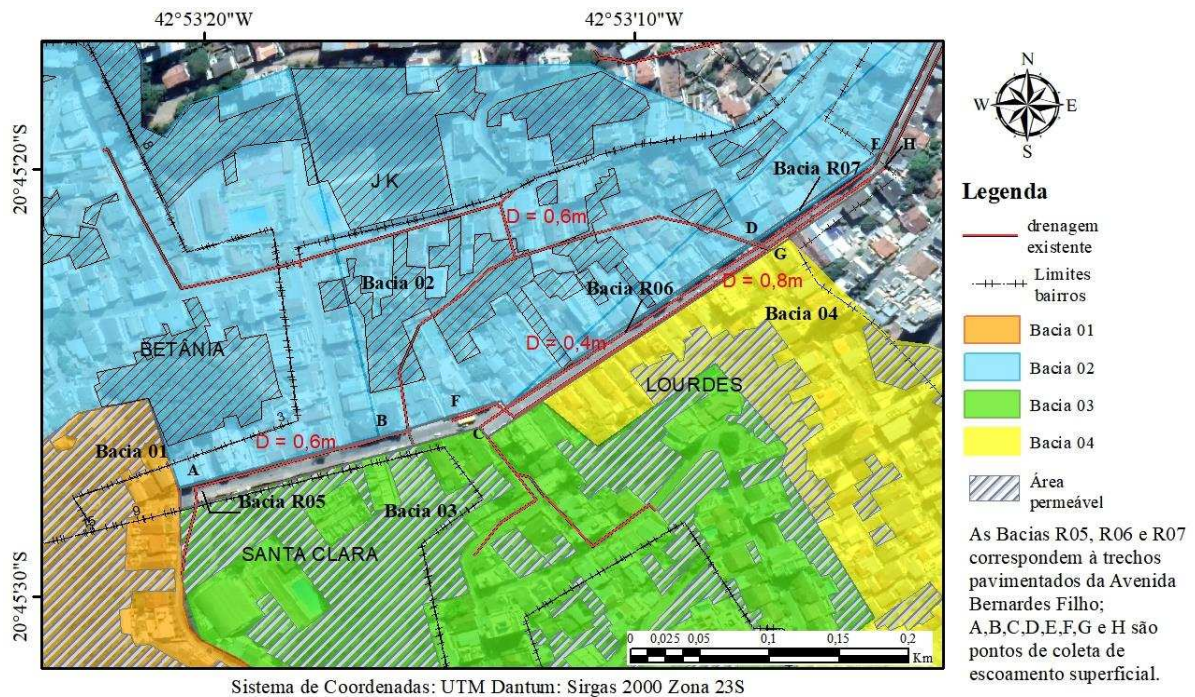 42°53'20"W
42°53'10"W
20°45'20"S
20°45'30"S
JK
D = 0,6m
Bacia R07
E
H
D
G
Bacia 02
Bacia R06
D = 0,8m
Bacia 04
BETÂNIA
D = 0,4m
LOURDES
F
B
C
D = 0,6m
Bacia 01
A
Bacia R05
Bacia 03
SANTA CLARA
0 0,025 0,05 0,1 0,15 0,2
Km
Sistema de Coordenadas: UTM Dantum: Sirgas 2000 Zona 23S
N
W E
S
Legenda
drenagem
existente
Limites
bairros
Bacia 01
Bacia 02
Bacia 03
Bacia 04
Área
permeável
As Bacias R05, R06 e R07
correspondem à trechos
pavimentados da Avenida
Bernardes Filho;
A,B,C,D,E,F,G e H são
pontos de coleta de
escoamento superficial.